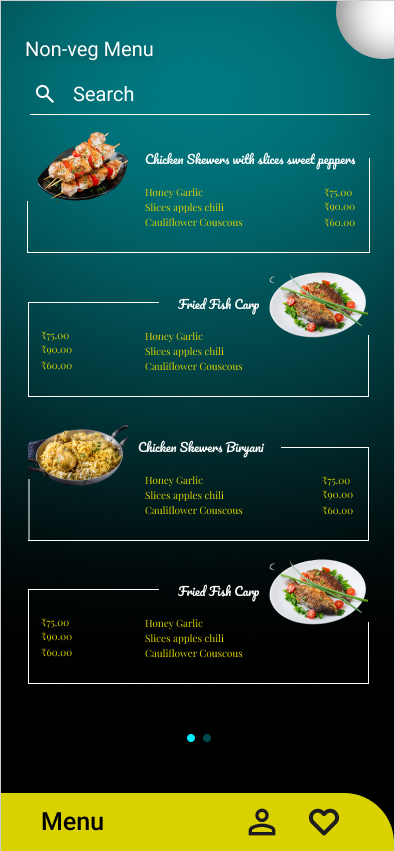 Non-veg Menu
Search
Chicken Skewers with slices sweet peppers
Honey Garlic ₹75.00
Slices apples chili ₹90.00
Cauliflower Couscous ₹60.00
Fried Fish Carp
₹75.00 Honey Garlic
₹90.00 Slices apples chili
₹60.00 Cauliflower Couscous
Chicken Skewers Biryani
Honey Garlic ₹75.00
Slices apples chili ₹90.00
Cauliflower Couscous ₹60.00
Fried Fish Carp
₹75.00 Honey Garlic
₹90.00 Slices apples chili
₹60.00 Cauliflower Couscous
Menu